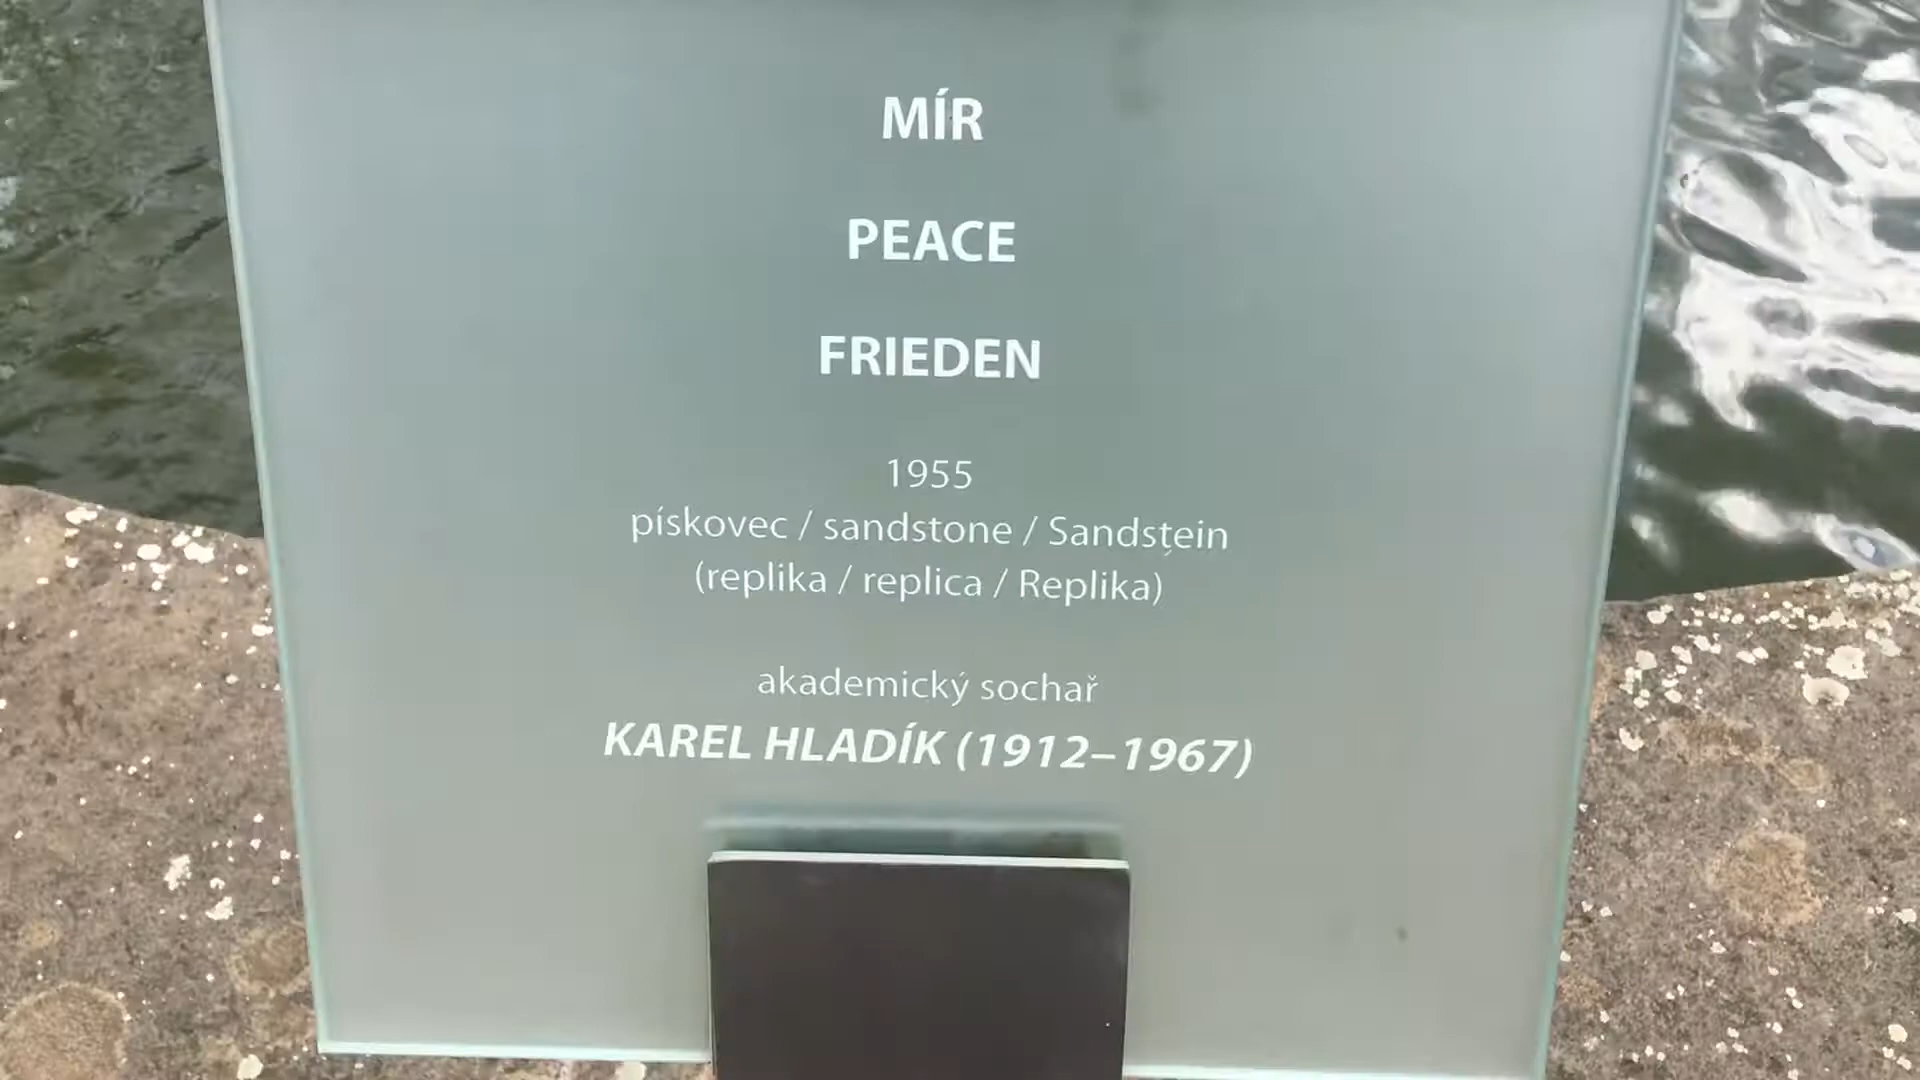 MÍR
PEACE
FRIEDEN
1955
pískovec / sandstone / Sandstein
(replika / replica / Replika)
akademický sochař
KAREL HLADÍK (1912–1967)